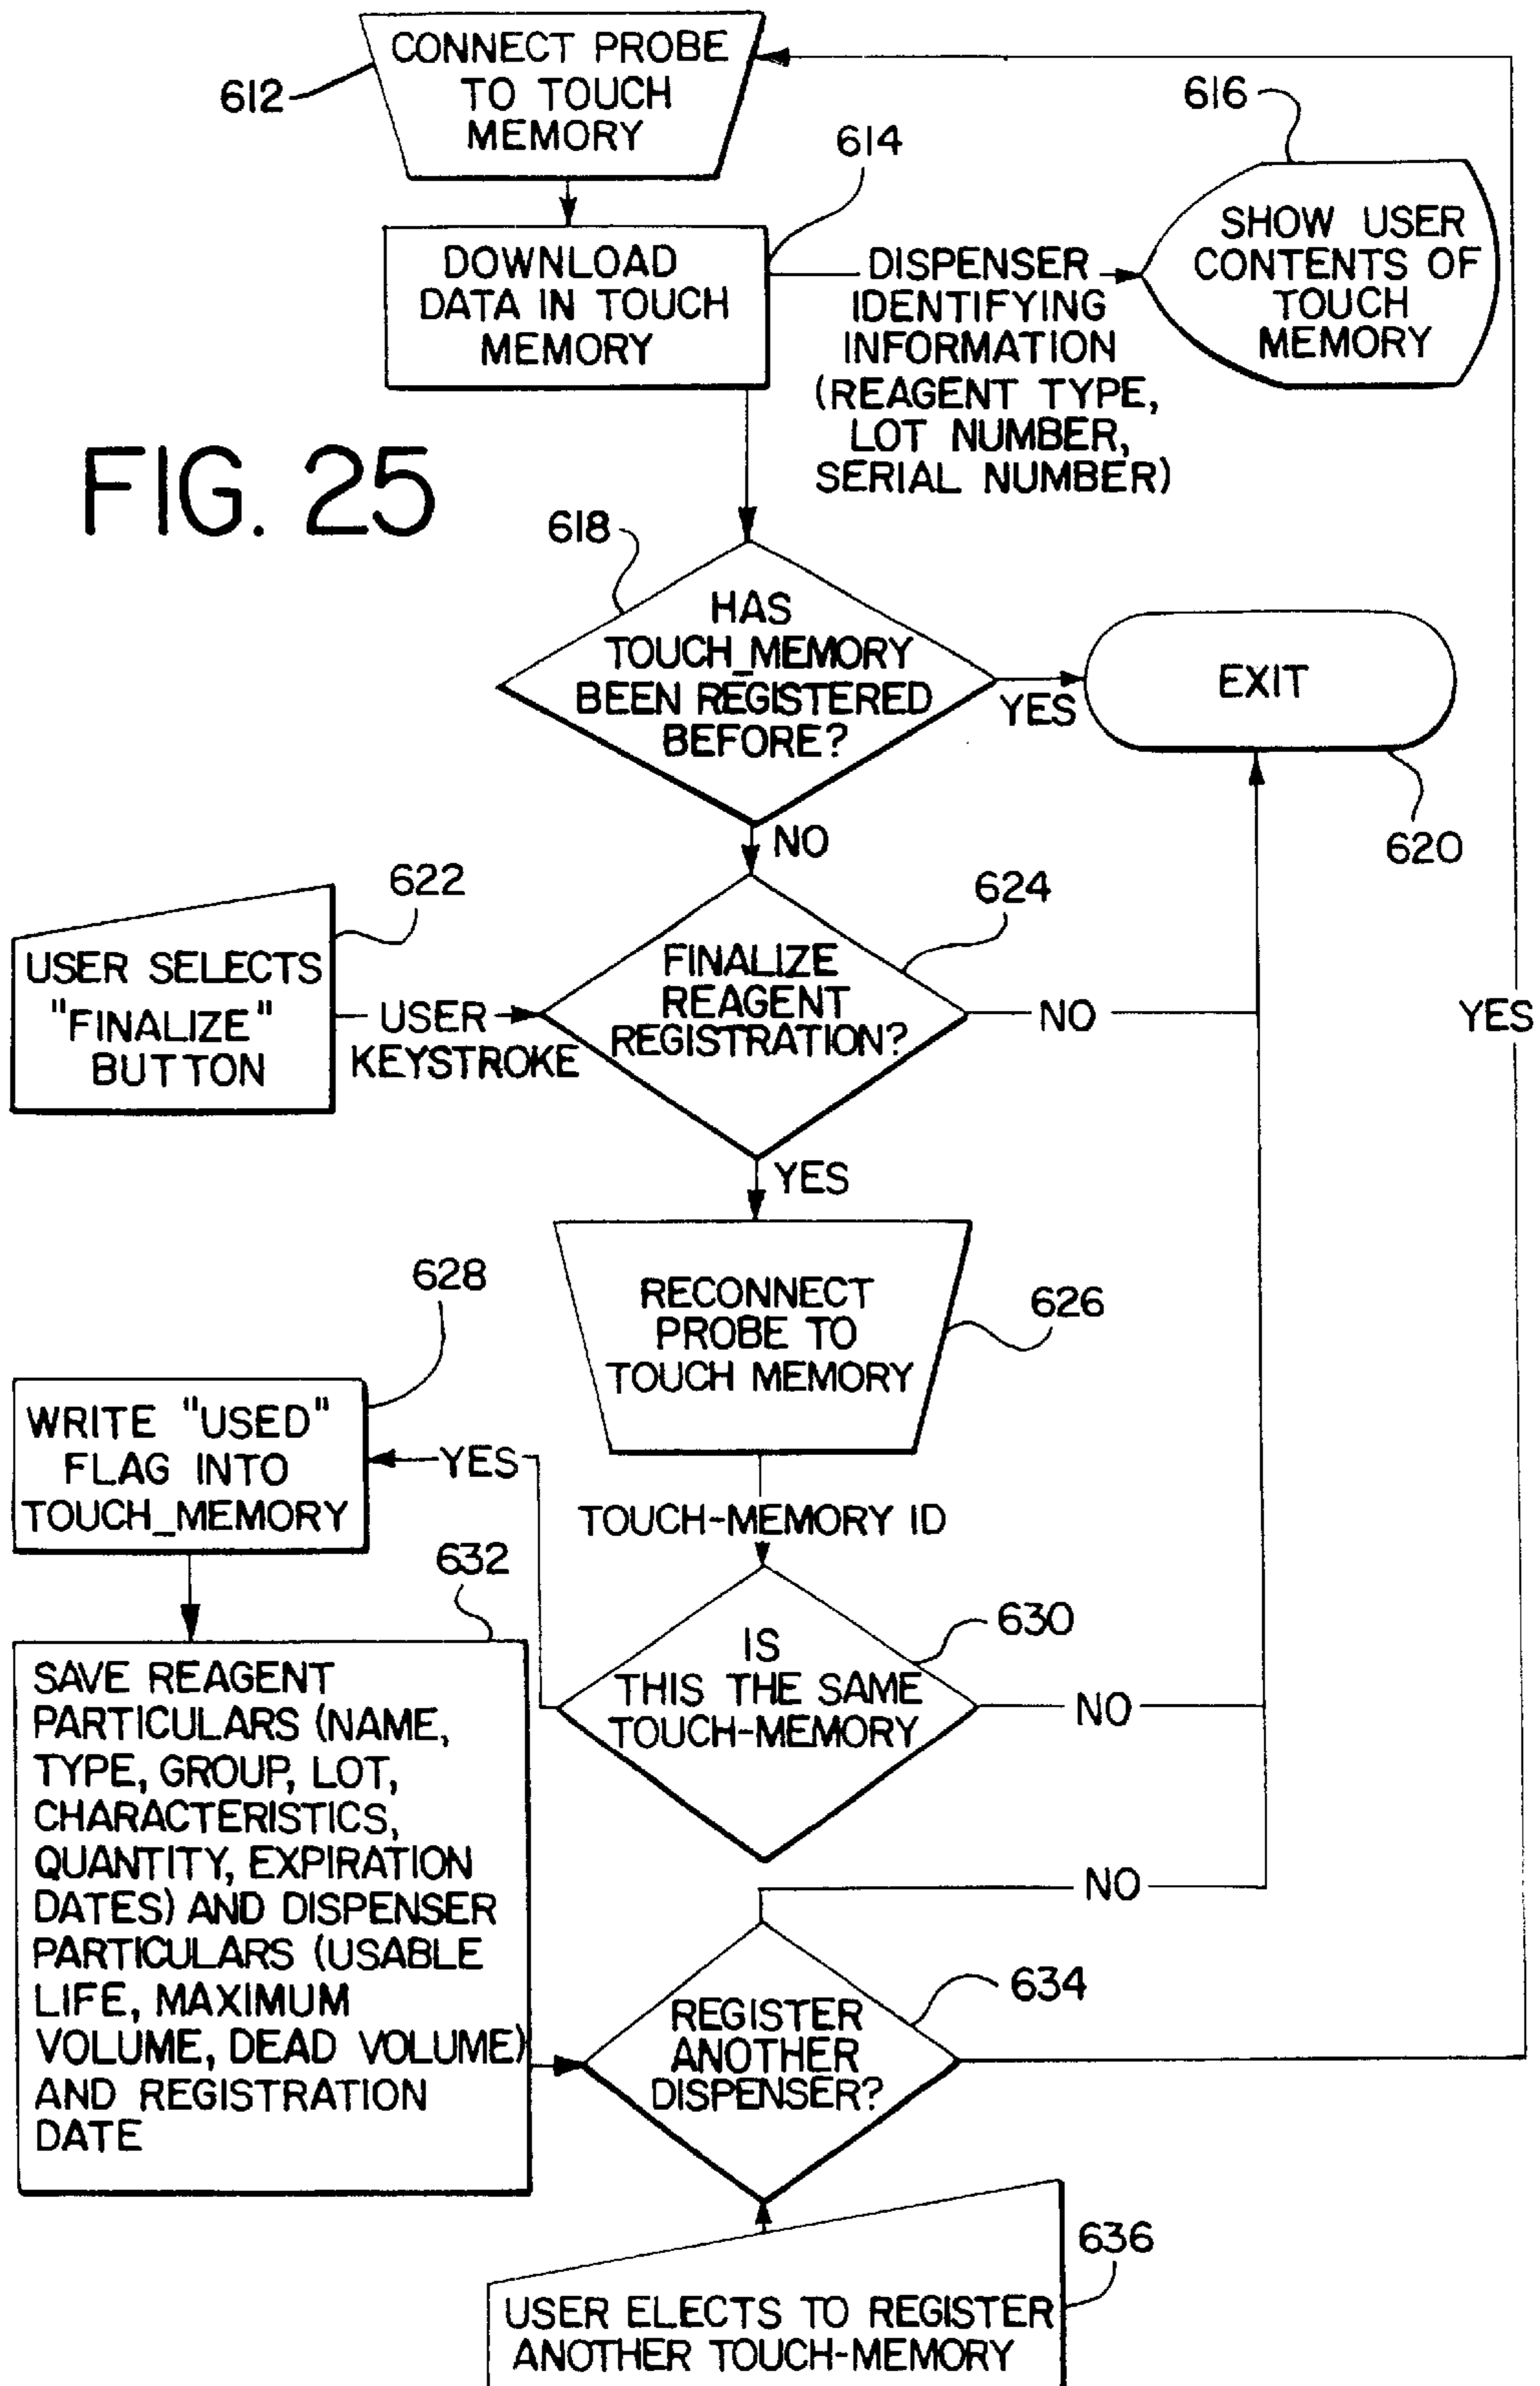 CONNECT PROBE
TO TOUCH
MEMORY
612
616
614
DOWNLOAD
DATA IN TOUCH
MEMORY
DISPENSER
IDENTIFYING
INFORMATION
(REAGENT TYPE,
LOT NUMBER,
SERIAL NUMBER)
SHOW USER
CONTENTS OF
TOUCH
MEMORY
FIG. 25
618
HAS
TOUCH_MEMORY
BEEN REGISTERED
BEFORE?
YES
EXIT
620
NO
622
624
USER SELECTS
"FINALIZE"
BUTTON
USER
KEYSTROKE
FINALIZE
REAGENT
REGISTRATION?
NO
YES
YES
RECONNECT
PROBE TO
TOUCH MEMORY
626
628
WRITE "USED"
FLAG INTO
TOUCH_MEMORY
YES
TOUCH-MEMORY ID
632
630
IS
THIS THE SAME
TOUCH-MEMORY
NO
SAVE REAGENT
PARTICULARS (NAME,
TYPE, GROUP, LOT,
CHARACTERISTICS,
QUANTITY, EXPIRATION
DATES) AND DISPENSER
PARTICULARS (USABLE
LIFE, MAXIMUM
VOLUME, DEAD VOLUME)
AND REGISTRATION
DATE
NO
634
REGISTER
ANOTHER
DISPENSER?
636
USER ELECTS TO REGISTER
ANOTHER TOUCH-MEMORY